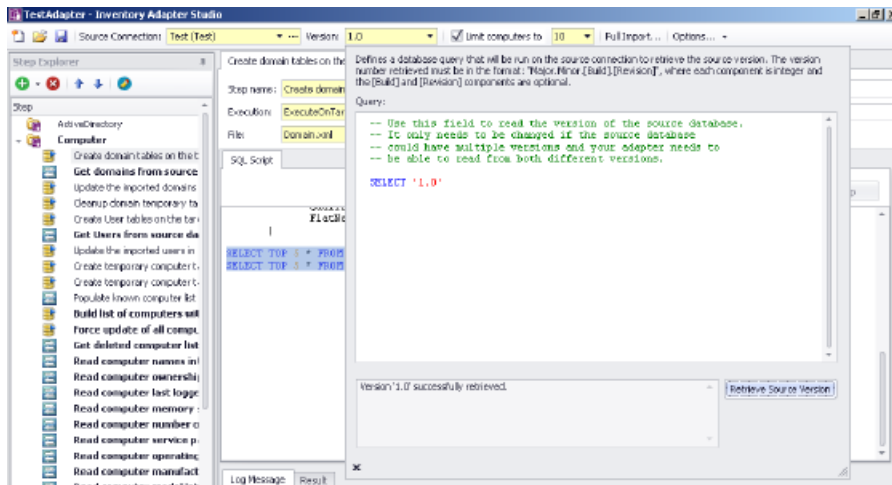 TestAdapter - Inventory Adapter Studio
Source Connection: Test (Test)
Version: 1.0
Limit computers to 10
Full Import...
Options...
Step Explorer
Step
ActiveDirectory
Computer
Create domain tables on the t
Get domains from source
Update the imported domains
Cleanup domain temporary ta
Create User tables on the tar
Get Users from source da
Update the imported users in
Create temporary computer t
Create temporary computer t
Populate known computer list
Build list of computers wit
Force update of all compu
Get deleted computer list
Read computer names in
Read computer ownership
Read computer last logge
Read computer memory
Read computer number o
Read computer service p
Read computer operating
Read computer manufact
Create domain tables on the
Step name: Create domain
Execution: ExecuteOnTar
File: Domain.xml
SQL Script
FlatNa
)
SELECT TOP * FROM
SELECT TOP * FROM
Log Message
Result
Defines a database query that will be run on the source connection to retrieve the source version. The version
number retrieved must be in the format: "Major.Minor.[Build].[Revision]", where each component is integer and
the [Build] and [Revision] components are optional.
Query:
-- Use this field to read the version of the source database.
-- It only needs to be changed if the source database
-- could have multiple versions and your adapter needs to
-- be able to read from both different versions.
SELECT '1.0'
Version '1.0' successfully retrieved.
Retrieve Source Version